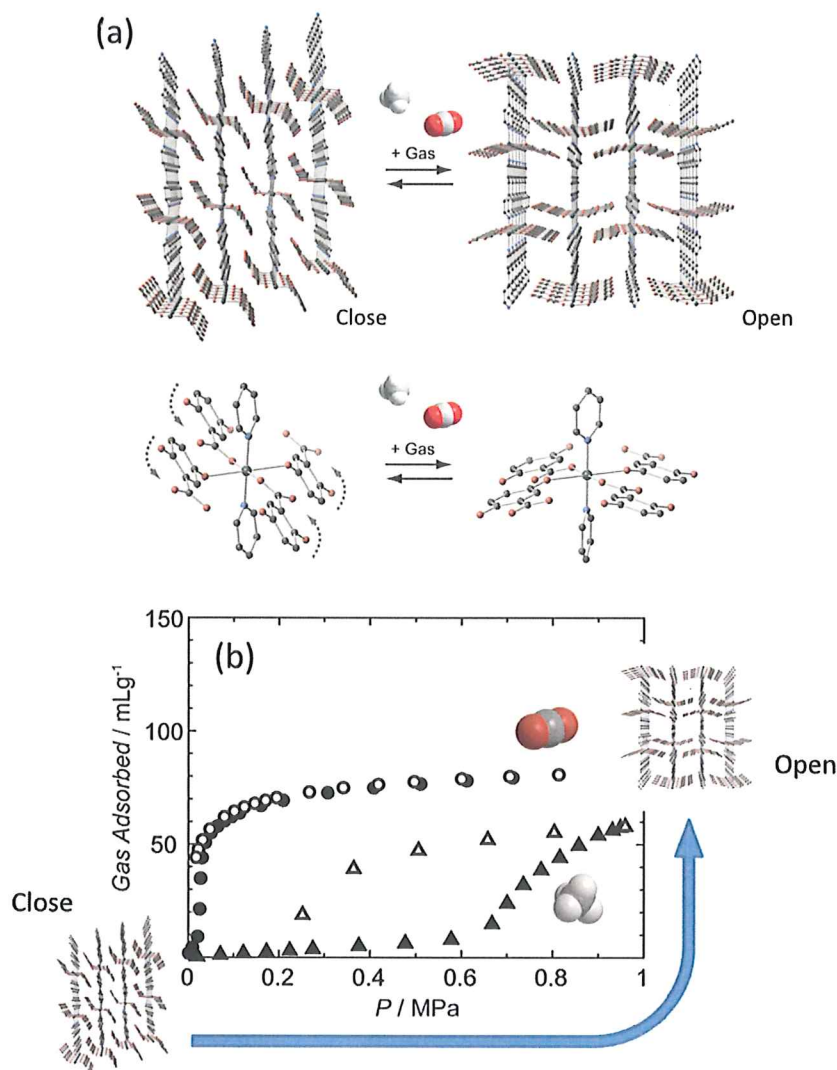 (a)
+ Gas
Close
Open
+ Gas
150
(b)
100
50
0
Gas Adsorbed / mLg⁻¹
Open
Close
0
0.2
0.4
0.6
0.8
1
P / MPa